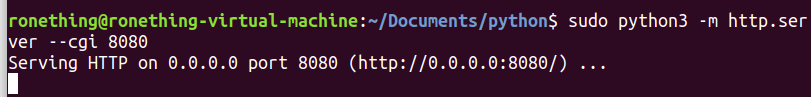 ronething@ronething-virtual-machine:~/Documents/python$ sudo python3 -m http.ser
ver --cgi 8080
Serving HTTP on 0.0.0.0 port 8080 (http://0.0.0.0:8080/) ...